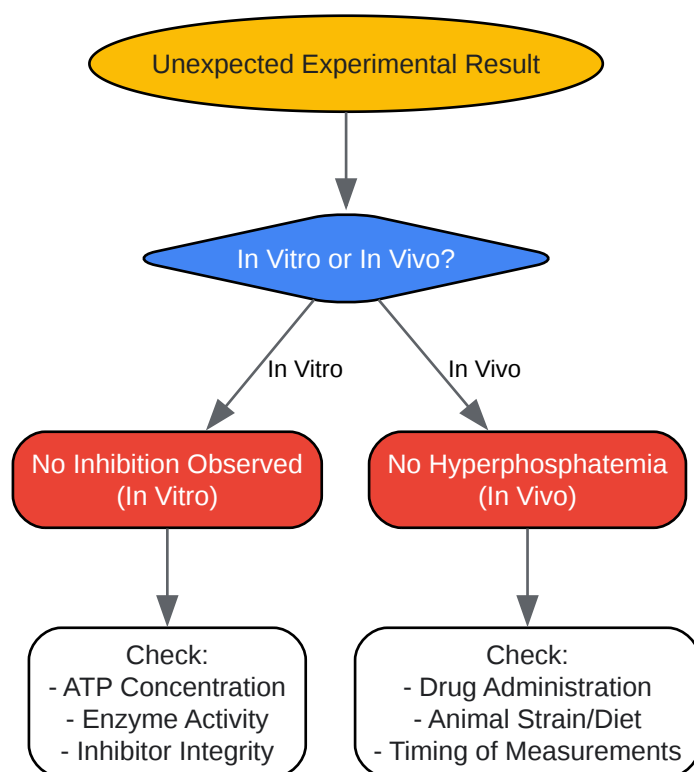 Unexpected Experimental Result
In Vitro or In Vivo?
In Vitro
In Vivo
No Inhibition Observed
(In Vitro)
No Hyperphosphatemia
(In Vivo)
Check:
- ATP Concentration
- Enzyme Activity
- Inhibitor Integrity
Check:
- Drug Administration
- Animal Strain/Diet
- Timing of Measurements